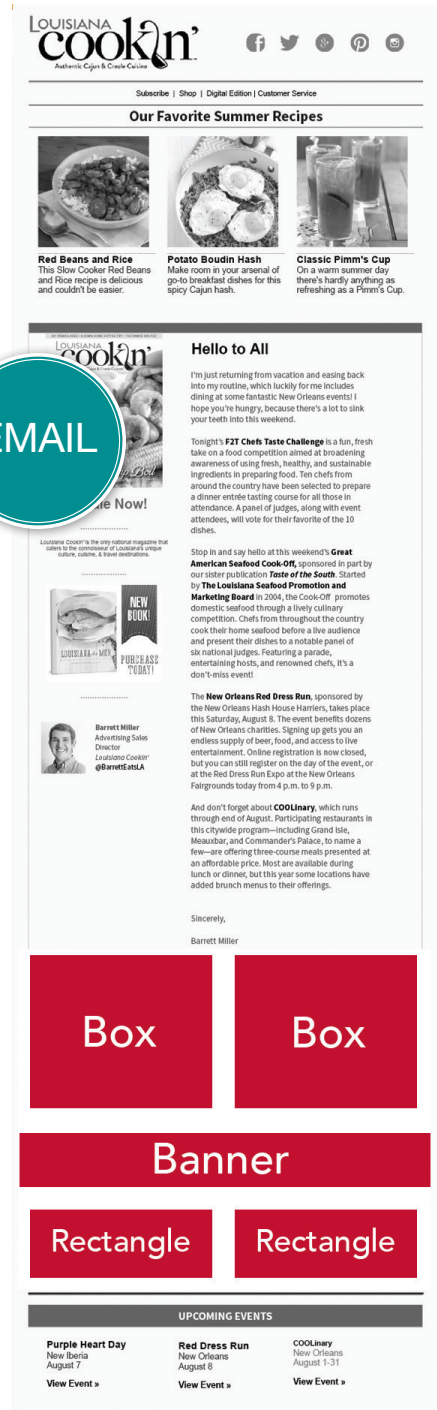 LOUISIANA
cookin'
Authentic Cajun & Creole Cuisine
Subscribe | Shop | Digital Edition | Customer Service
Our Favorite Summer Recipes
Red Beans and Rice
This Slow Cooker Red Beans
and Rice recipe is delicious
and couldn't be easier.
Potato Boudin Hash
Make room in your arsenal of
go-to breakfast dishes for this
spicy Cajun hash.
Classic Pimm's Cup
On a warm summer day
there's hardly anything as
refreshing as a Pimm's Cup.
LOUISIANA
cookin'
EMAIL
Now!
Louisiana Cookin' is the only national magazine that
caters to the connoisseur of Louisiana's unique
culture, cuisine, & travel destinations.
NEW
BOOK!
LOUISIANA de MER
PURCHASE
TODAY!
Barrett Miller
Advertising Sales
Director
Louisiana Cookin'
@BarrettEatsLA
Hello to All
I'm just returning from vacation and easing back
into my routine, which luckily for me includes
dining at some fantastic New Orleans events! I
hope you're hungry, because there's a lot to sink
your teeth into this weekend.
Tonight's F2T Chefs Taste Challenge is a fun, fresh
take on a food competition aimed at broadening
awareness of using fresh, healthy, and sustainable
ingredients in preparing food. Ten chefs from
around the country have been selected to prepare
a dinner entrée tasting course for all those in
attendance. A panel of judges, along with event
attendees, will vote for their favorite of the 10
dishes.
Stop in and say hello at this weekend's Great
American Seafood Cook-Off, sponsored in part by
our sister publication Taste of the South. Started
by The Louisiana Seafood Promotion and
Marketing Board in 2004, the Cook-Off promotes
domestic seafood through a lively culinary
competition. Chefs from throughout the country
cook their home seafood before a live audience
and present their dishes to a notable panel of
six national judges. Featuring a parade,
entertaining hosts, and renowned chefs, it's a
don't-miss event!
The New Orleans Red Dress Run, sponsored by
the New Orleans Hash House Harriers, takes place
this Saturday, August 8. The event benefits dozens
of New Orleans charities. Signing up gets you an
endless supply of beer, food, and access to live
entertainment. Online registration is now closed,
but you can still register on the day of the event, or
at the Red Dress Run Expo at the New Orleans
Fairgrounds today from 4 p.m. to 9 p.m.
And don't forget about COOLinary, which runs
through end of August. Participating restaurants in
this citywide program—including Grand Isle,
Meauxbar, and Commander's Palace, to name a
few—are offering three-course meals presented at
an affordable price. Most are available during
lunch or dinner, but this year some locations have
added brunch menus to their offerings.
Sincerely,
Barrett Miller
Box
Box
Banner
Rectangle
Rectangle
UPCOMING EVENTS
Purple Heart Day
New Iberia
August 7
View Event »
Red Dress Run
New Orleans
August 8
View Event »
COOLinary
New Orleans
August 1-31
View Event »